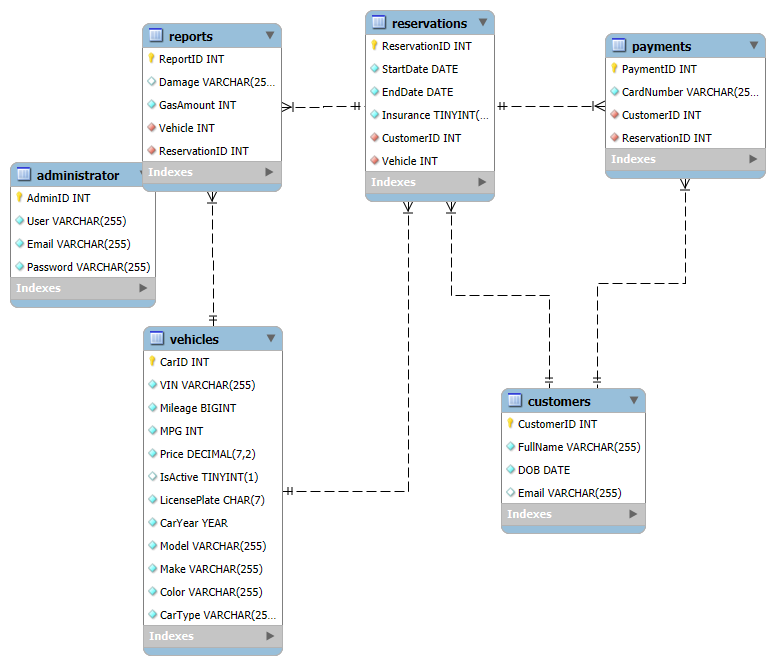 reports
ReportID INT
Damage VARCHAR(25...
GasAmount INT
Vehicle INT
ReservationID INT
Indexes
reservations
ReservationID INT
StartDate DATE
EndDate DATE
Insurance TINYINT(...
CustomerID INT
Vehicle INT
Indexes
payments
PaymentID INT
CardNumber VARCHAR(25...
CustomerID INT
ReservationID INT
Indexes
administrator
AdminID INT
User VARCHAR(255)
Email VARCHAR(255)
Password VARCHAR(255)
Indexes
vehicles
CarID INT
VIN VARCHAR(255)
Mileage BIGINT
MPG INT
Price DECIMAL(7,2)
IsActive TINYINT(1)
LicensePlate CHAR(7)
CarYear YEAR
Model VARCHAR(255)
Make VARCHAR(255)
Color VARCHAR(255)
CarType VARCHAR(25...
Indexes
customers
CustomerID INT
FullName VARCHAR(255)
DOB DATE
Email VARCHAR(255)
Indexes